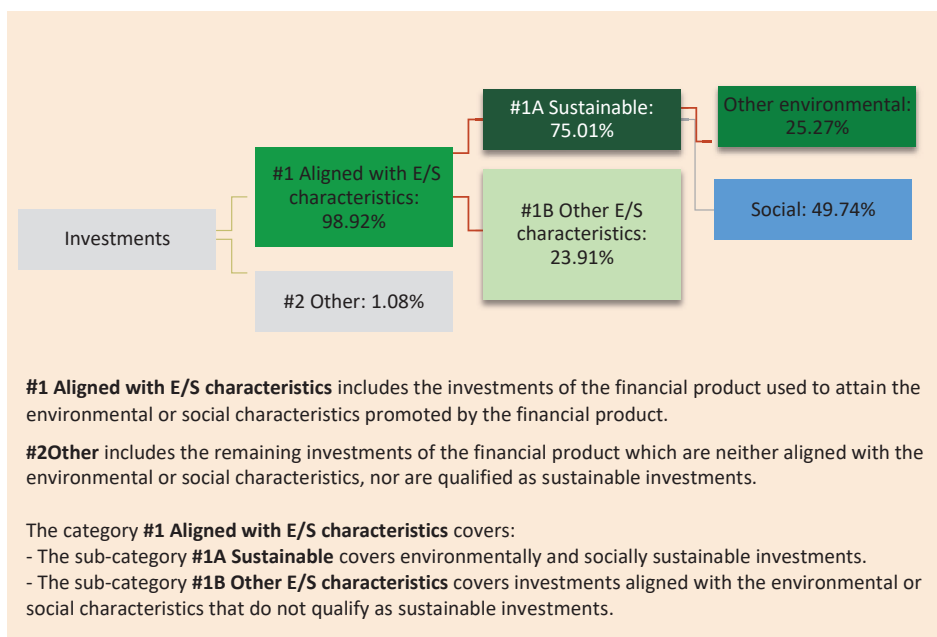 Investments
#1 Aligned with E/S
characteristics:
98.92%
#2 Other: 1.08%
#1A Sustainable:
75.01%
#1B Other E/S
characteristics:
23.91%
Other environmental:
25.27%
Social: 49.74%
#1 Aligned with E/S characteristics includes the investments of the financial product used to attain the
environmental or social characteristics promoted by the financial product.
#2Other includes the remaining investments of the financial product which are neither aligned with the
environmental or social characteristics, nor are qualified as sustainable investments.
The category #1 Aligned with E/S characteristics covers:
- The sub-category #1A Sustainable covers environmentally and socially sustainable investments.
- The sub-category #1B Other E/S characteristics covers investments aligned with the environmental or
social characteristics that do not qualify as sustainable investments.